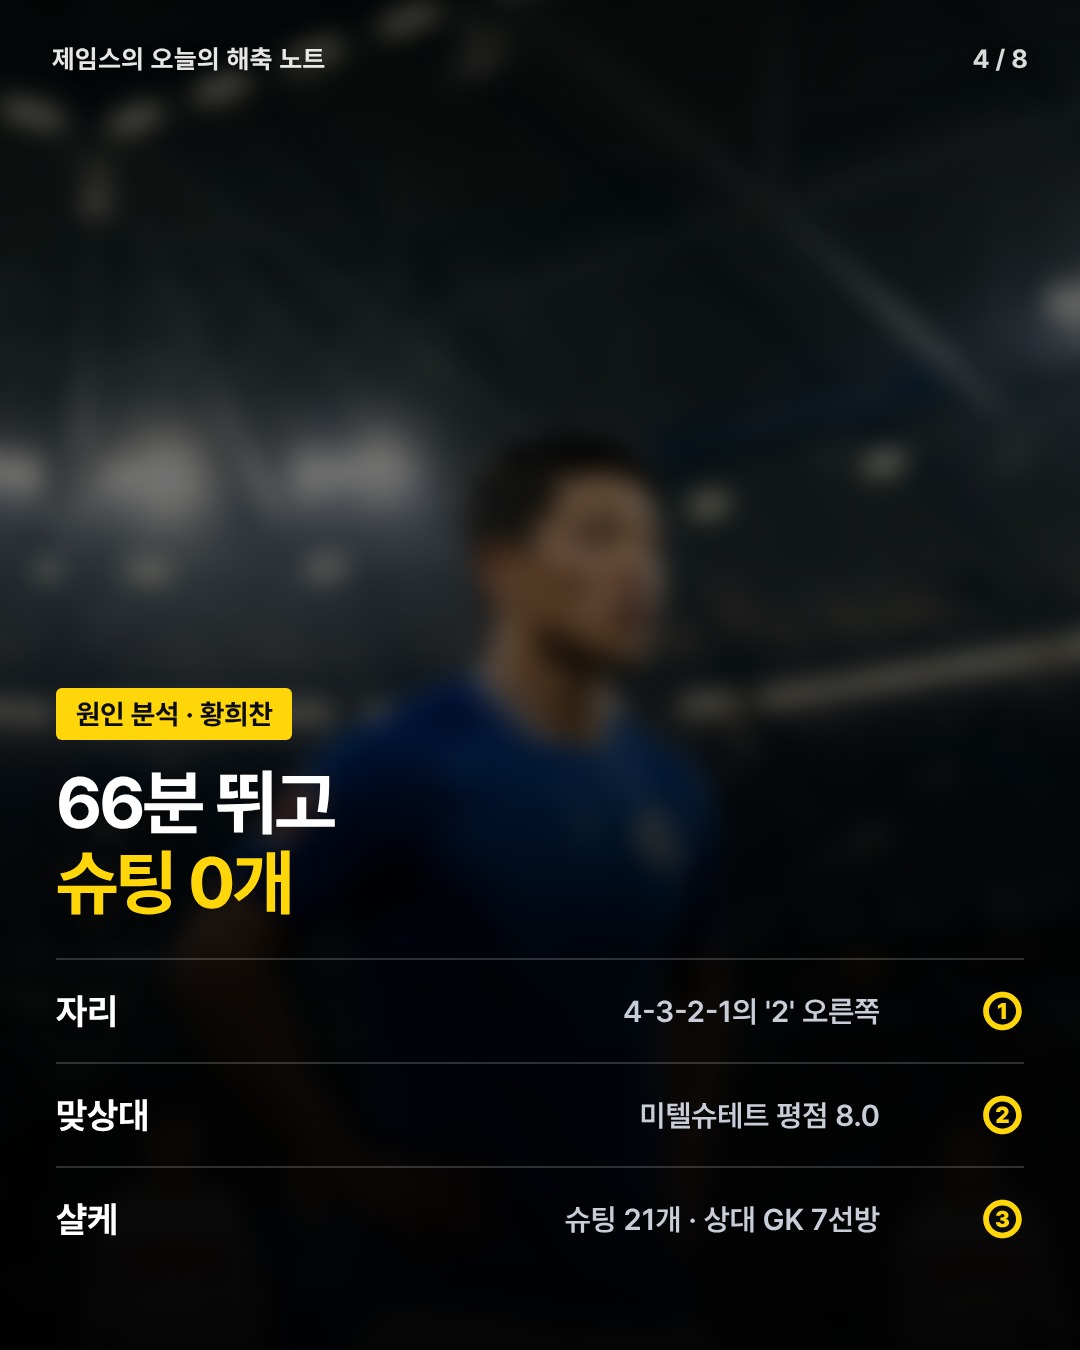 제임스의 오늘의 해축 노트
4 / 8
원인 분석 · 황희찬
66분 뛰고
슈팅 0개
자리 4-3-2-1의 '2' 오른쪽 ①
맞상대 미텔슈테트 평점 8.0 ②
샬케 슈팅 21개 · 상대 GK 7선방 ③